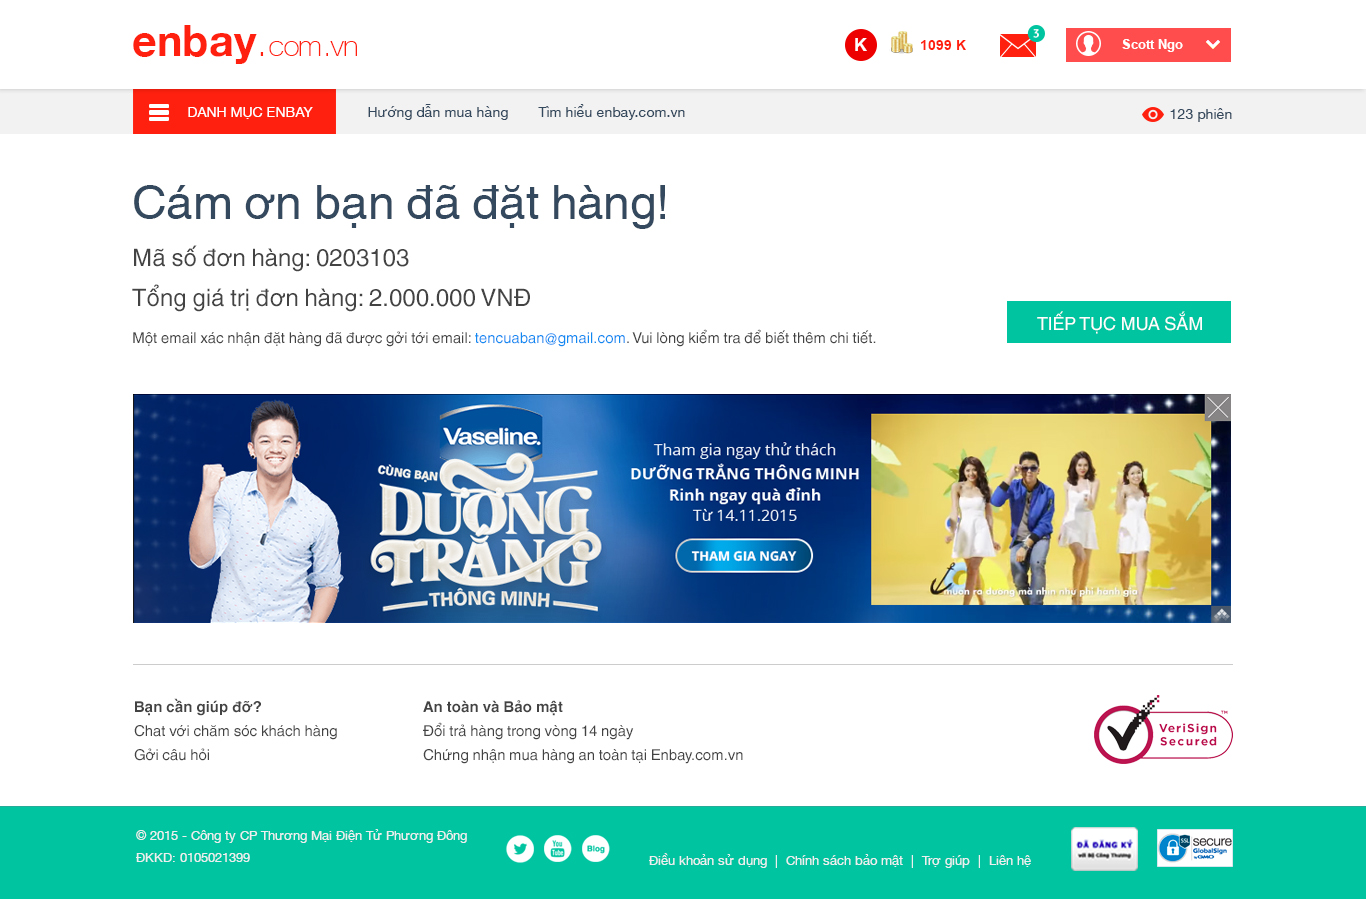 enbay.com.vn
K
1099 K
3
Scott Ngo
DANH MỤC ENBAY
Hướng dẫn mua hàng
Tìm hiểu enbay.com.vn
123 phiên
Cám ơn bạn đã đặt hàng!
Mã số đơn hàng: 0203103
Tổng giá trị đơn hàng: 2.000.000 VNĐ
Một email xác nhận đặt hàng đã được gởi tới email: tencuaban@gmail.com. Vui lòng kiểm tra để biết thêm chi tiết.
TIẾP TỤC MUA SẮM
Vaseline.
CÙNG BẠN
DƯỠNG
TRẮNG
THÔNG MINH
Tham gia ngay thử thách
DƯỠNG TRẮNG THÔNG MINH
Rinh ngay quà đỉnh
Từ 14.11.2015
THAM GIA NGAY
muốn ra đường mà nhìn như phi hành gia
Bạn cần giúp đỡ?
Chat với chăm sóc khách hàng
Gởi câu hỏi
An toàn và Bảo mật
Đổi trả hàng trong vòng 14 ngày
Chứng nhận mua hàng an toàn tại Enbay.com.vn
VeriSign™
Secured
© 2015 - Công ty CP Thương Mại Điện Tử Phương Đông
ĐKKD: 0105021399
You
Tube
Blog
Điều khoản sử dụng | Chính sách bảo mật | Trợ giúp | Liên hệ
ĐÃ ĐĂNG KÝ
với Bộ Công Thương
SSL
secure
GlobalSign
by GMO